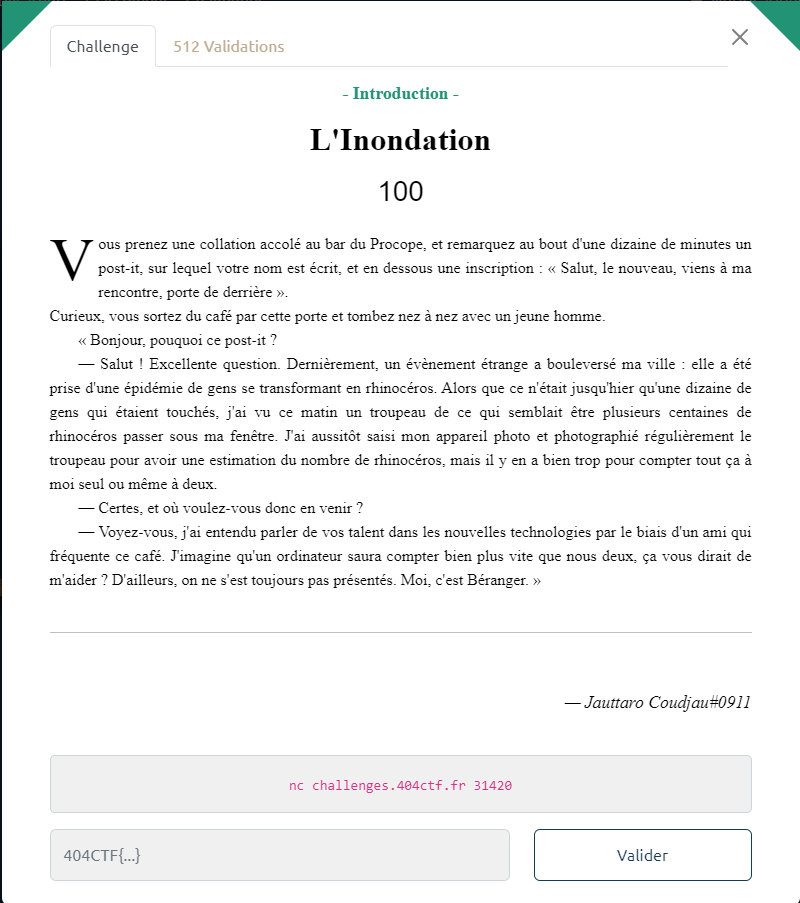 Challenge
512 Validations
- Introduction -
L'Inondation
100
Vous prenez une collation accolé au bar du Procope, et remarquez au bout d'une dizaine de minutes un
post-it, sur lequel votre nom est écrit, et en dessous une inscription : « Salut, le nouveau, viens à ma
rencontre, porte de derrière ».
Curieux, vous sortez du café par cette porte et tombez nez à nez avec un jeune homme.
« Bonjour, pouquoi ce post-it ?
— Salut ! Excellente question. Dernièrement, un évènement étrange a bouleversé ma ville : elle a été
prise d'une épidémie de gens se transformant en rhinocéros. Alors que ce n'était jusqu'hier qu'une dizaine de
gens qui étaient touchés, j'ai vu ce matin un troupeau de ce qui semblait être plusieurs centaines de
rhinocéros passer sous ma fenêtre. J'ai aussitôt saisi mon appareil photo et photographié régulièrement le
troupeau pour avoir une estimation du nombre de rhinocéros, mais il y en a bien trop pour compter tout ça à
moi seul ou même à deux.
— Certes, et où voulez-vous donc en venir ?
— Voyez-vous, j'ai entendu parler de vos talent dans les nouvelles technologies par le biais d'un ami qui
fréquente ce café. J'imagine qu'un ordinateur saura compter bien plus vite que nous deux, ça vous dirait de
m'aider ? D'ailleurs, on ne s'est toujours pas présentés. Moi, c'est Béranger. »
— Jauttaro Coudjau#0911
nc challenges.404ctf.fr 31420
404CTF{...}
Valider